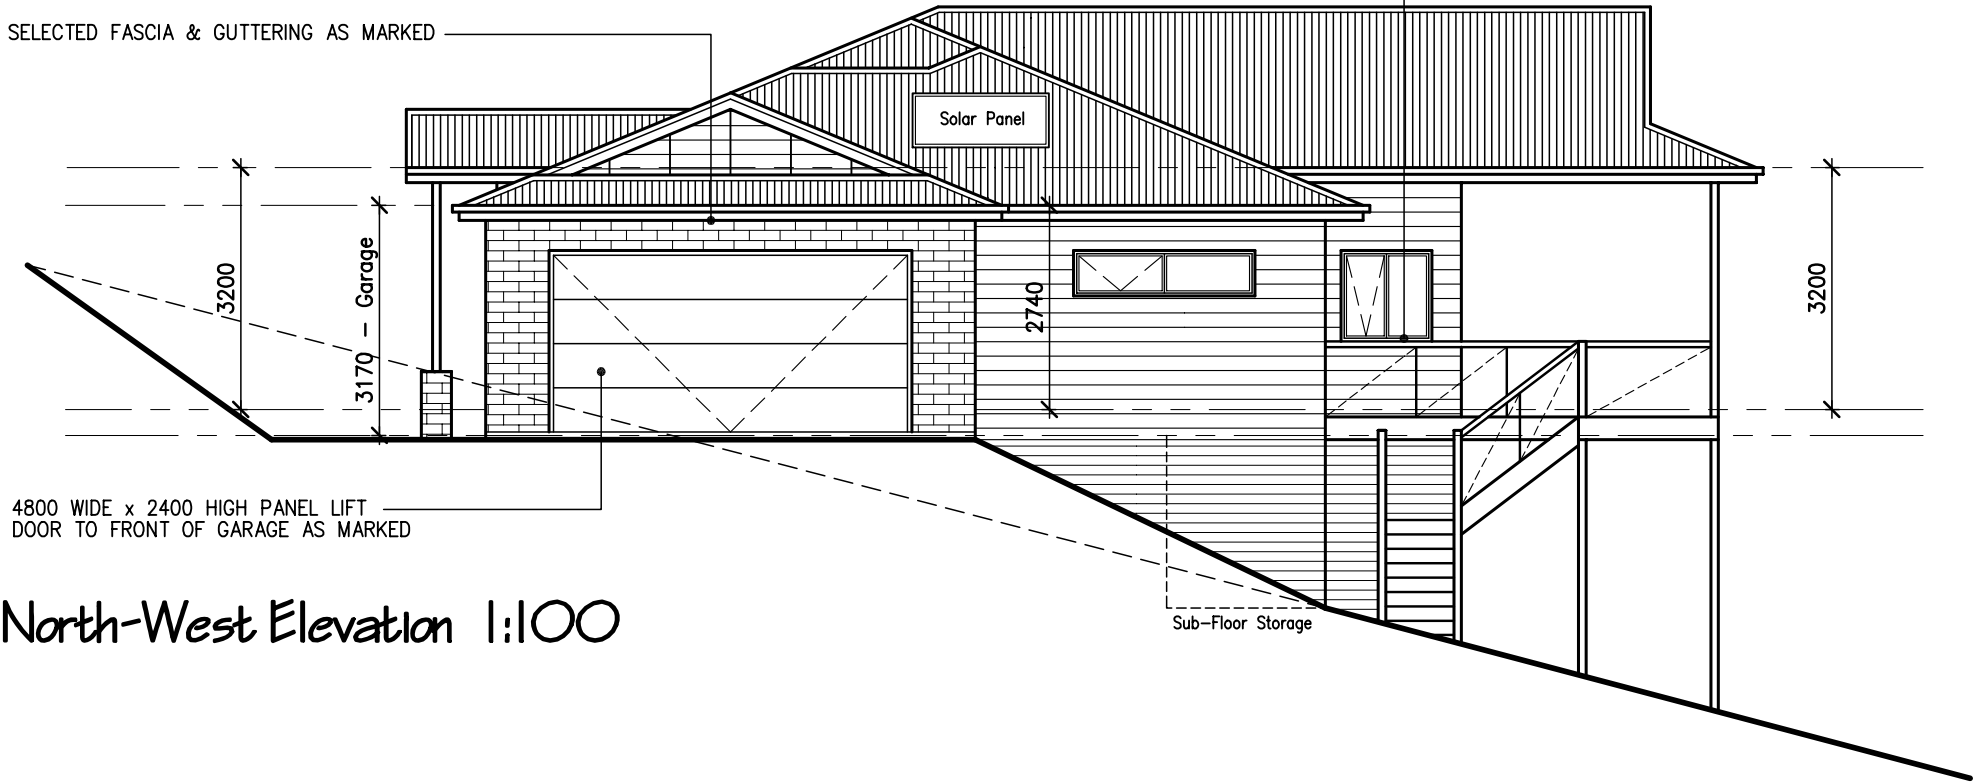 SELECTED FASCIA & GUTTERING AS MARKED
Solar Panel
3200
3170 - Garage
2740
3200
4800 WIDE x 2400 HIGH PANEL LIFT
DOOR TO FRONT OF GARAGE AS MARKED
North-West Elevation 1:100
Sub-Floor Storage